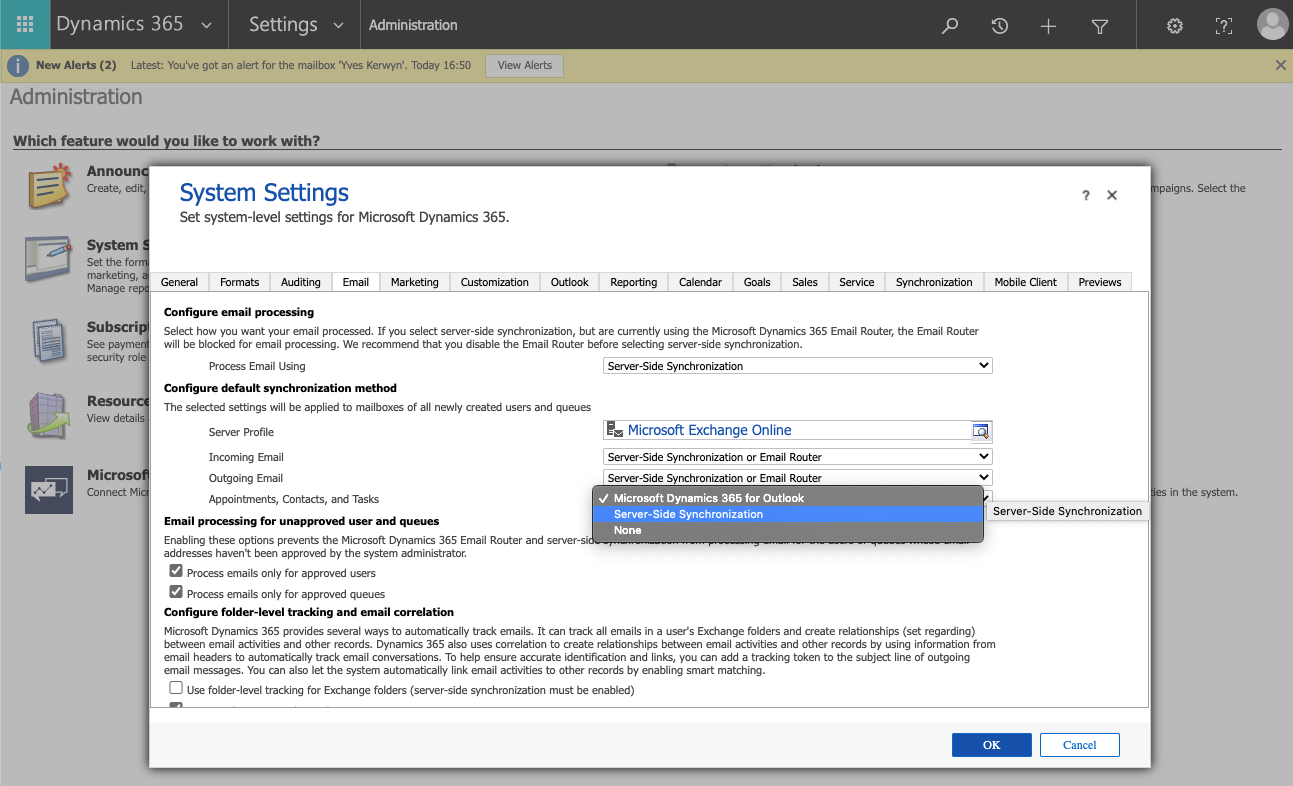 Dynamics 365 Settings Administration
New Alerts (2) Latest: You've got an alert for the mailbox 'Yves Kerwyn'. Today 16:50 View Alerts
Administration
Which feature would you like to work with?
Announc
Create, edit,
mpaigns. Select the
System S
Set the form
marketing, a
Manage repo
Subscrip
See payment
security role
Resource
View details
Microsof
Connect Micr
ties in the system.
System Settings
? ×
Set system-level settings for Microsoft Dynamics 365.
General Formats Auditing Email Marketing Customization Outlook Reporting Calendar Goals Sales Service Synchronization Mobile Client Previews
Configure email processing
Select how you want your email processed. If you select server-side synchronization, but are currently using the Microsoft Dynamics 365 Email Router, the Email Router
will be blocked for email processing. We recommend that you disable the Email Router before selecting server-side synchronization.
Process Email Using Server-Side Synchronization
Configure default synchronization method
The selected settings will be applied to mailboxes of all newly created users and queues
Server Profile Microsoft Exchange Online
Incoming Email Server-Side Synchronization or Email Router
Outgoing Email Server-Side Synchronization or Email Router
Appointments, Contacts, and Tasks
✓ Microsoft Dynamics 365 for Outlook
Server-Side Synchronization
None
Server-Side Synchronization
Email processing for unapproved user and queues
Enabling these options prevents the Microsoft Dynamics 365 Email Router and server-side synchronization from processing email for the users or queues whose email
addresses haven't been approved by the system administrator.
Process emails only for approved users
Process emails only for approved queues
Configure folder-level tracking and email correlation
Microsoft Dynamics 365 provides several ways to automatically track emails. It can track all emails in a user's Exchange folders and create relationships (set regarding)
between email activities and other records. Dynamics 365 also uses correlation to create relationships between email activities and other records by using information from
email headers to automatically track email conversations. To help ensure accurate identification and links, you can add a tracking token to the subject line of outgoing
email messages. You can also let the system automatically link email activities to other records by enabling smart matching.
Use folder-level tracking for Exchange folders (server-side synchronization must be enabled)
OK Cancel